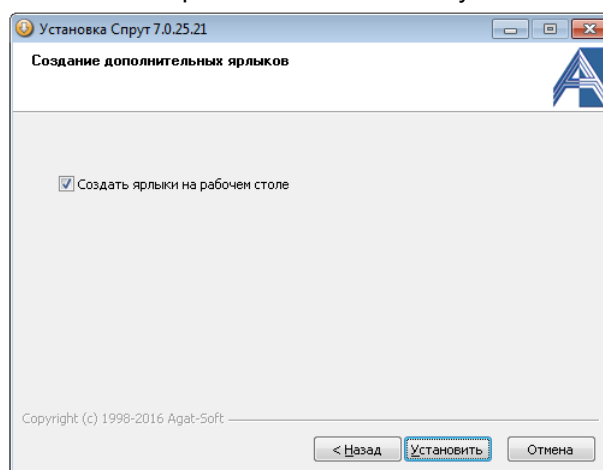 Установка Спрут 7.0.25.21
Создание дополнительных ярлыков
Создать ярлыки на рабочем столе
Copyright (c) 1998-2016 Agat-Soft
< Назад Установить Отмена